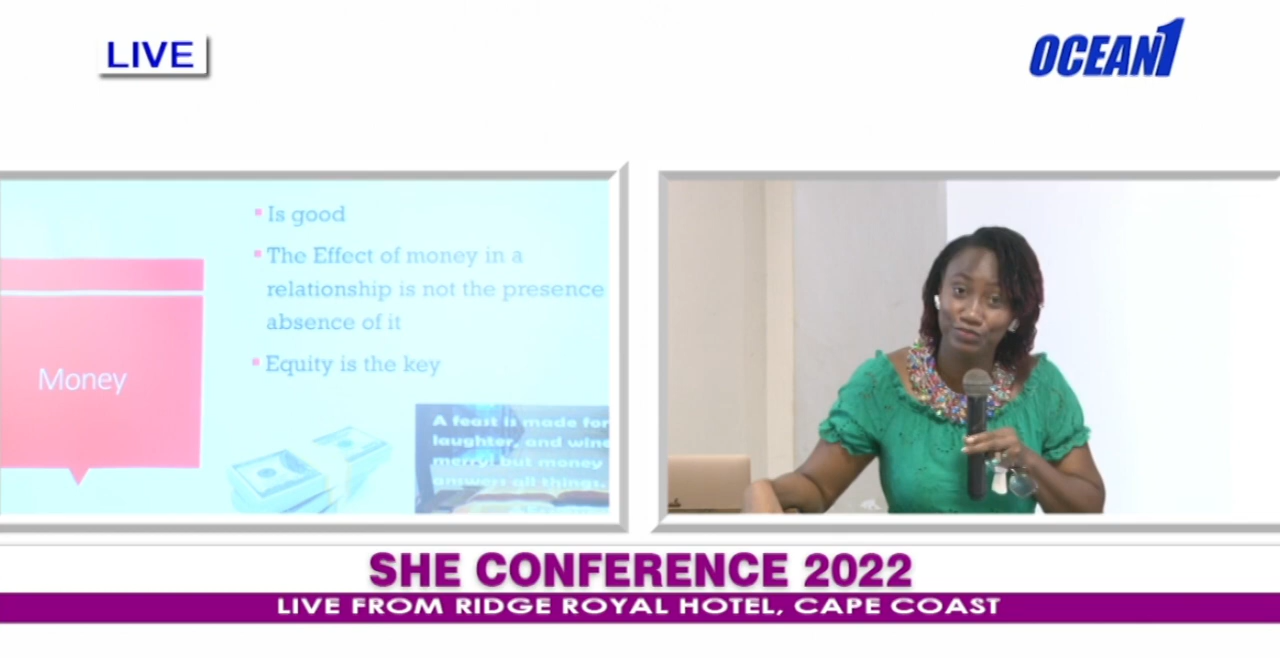 LIVE
OCEAN1
Is good
The Effect of money in a
relationship is not the presence
absence of it
Equity is the key
Money
A feast is made for
laughter, and wine
merry: but money
answers all things.
SHE CONFERENCE 2022
LIVE FROM RIDGE ROYAL HOTEL, CAPE COAST